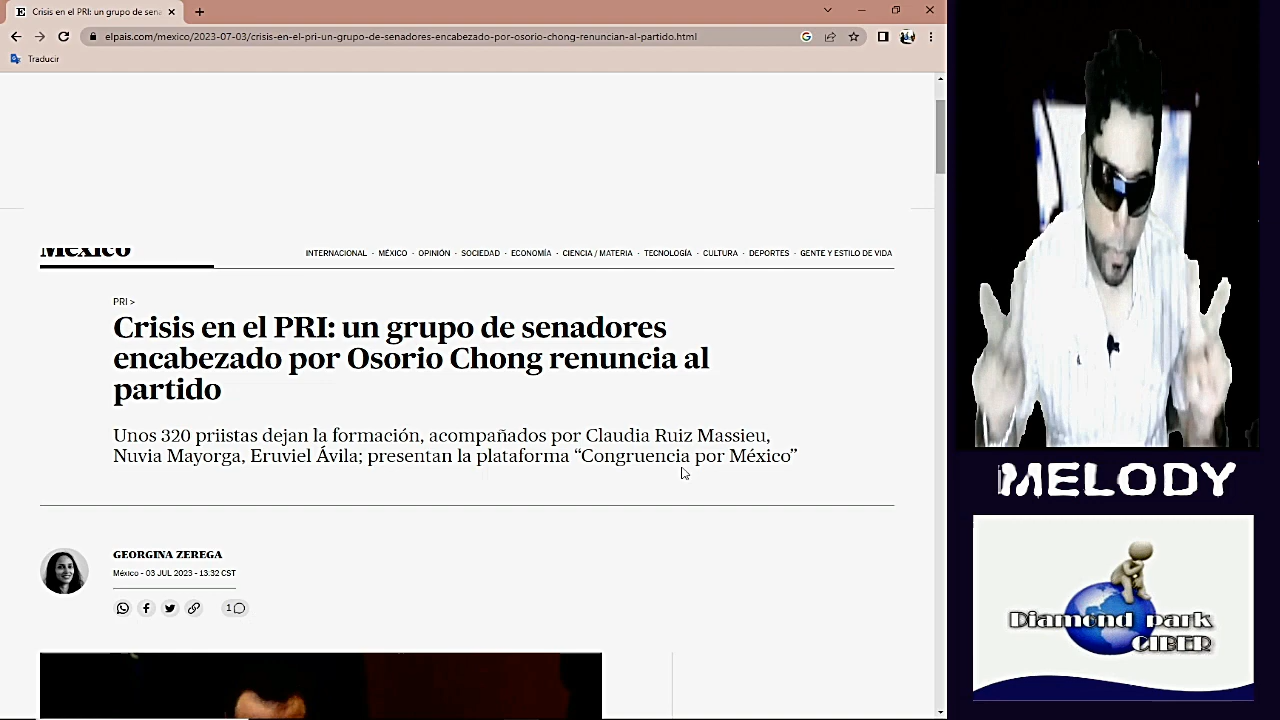 Crisis en el PRI: un grupo de sena
elpais.com/mexico/2023-07-03/crisis-en-el-pri-un-grupo-de-senadores-encabezado-por-osorio-chong-renuncian-al-partido.html
Traducir
México
INTERNACIONAL · MÉXICO · OPINIÓN · SOCIEDAD · ECONOMÍA · CIENCIA / MATERIA · TECNOLOGÍA · CULTURA · DEPORTES · GENTE Y ESTILO DE VIDA
PRI >
Crisis en el PRI: un grupo de senadores
encabezado por Osorio Chong renuncia al
partido
Unos 320 priistas dejan la formación, acompañados por Claudia Ruiz Massieu,
Nuvia Mayorga, Eruviel Ávila; presentan la plataforma “Congruencia por México”
GEORGINA ZEREGA
México - 03 JUL 2023 - 13:32 CST
1
MELODY
Diamond park
CIBER